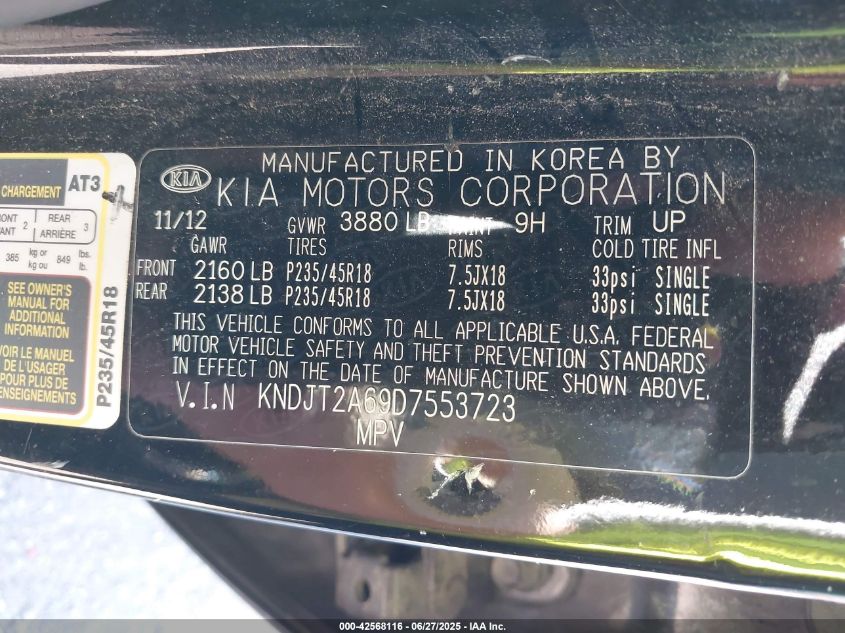 CHARGEMENT AT3
2 REAR ARRIÈRE 3
385 kg or kg ou 849 lbs. lb.
SEE OWNER'S
MANUAL FOR
ADDITIONAL
INFORMATION
LE MANUEL
DE L'USAGER
POUR PLUS DE
RENSEIGNEMENTS
P235/45R18
KIA
MANUFACTURED IN KOREA BY
KIA MOTORS CORPORATION
11/12 GVWR 3880 LB 9H TRIM UP
GAWR TIRES RIMS COLD TIRE INFL
FRONT 2160 LB P235/45R18 7.5JX18 33psi SINGLE
REAR 2138 LB P235/45R18 7.5JX18 33psi SINGLE
THIS VEHICLE CONFORMS TO ALL APPLICABLE U.S.A. FEDERAL
MOTOR VEHICLE SAFETY AND THEFT PREVENTION STANDARDS
IN EFFECT ON THE DATE OF MANUFACTURE SHOWN ABOVE.
V.I.N KNDJT2A69D7553723
MPV
000-42568116 - 06/27/2025 - IAA Inc.